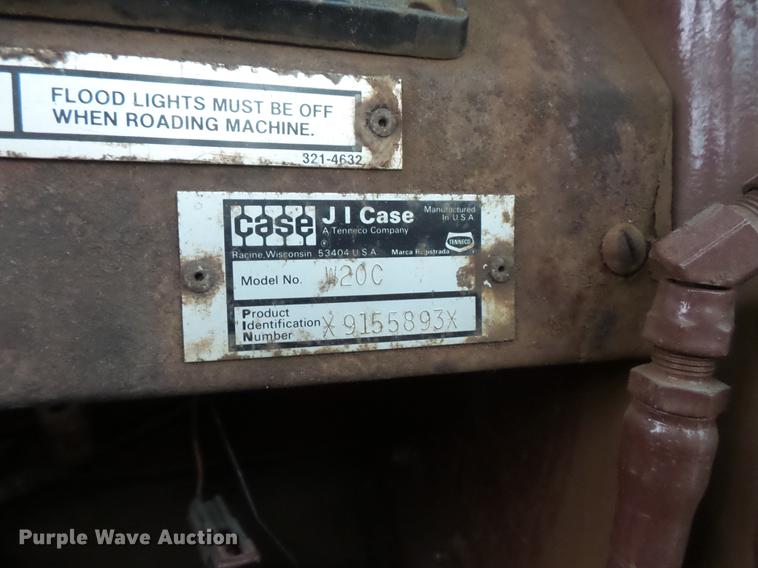 FLOOD LIGHTS MUST BE OFF
WHEN ROADING MACHINE.
321-4632
case
J I Case
A Tenneco Company
Manufactured
In U.S.A
®
TENNECO
Racine, Wisconsin 53404 U.S.A
Marca Registrada
Model No. W20C
Product
Identification X9155893X
Number
Purple Wave Auction